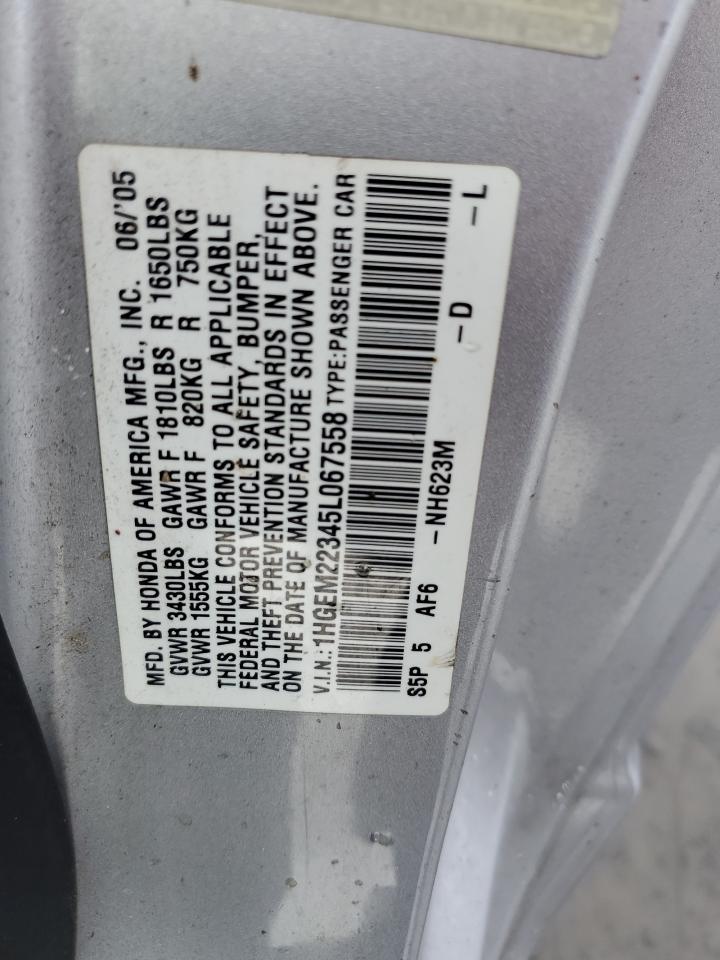 MFD. BY HONDA OF AMERICA MFG., INC. 06/'05
GVWR 3430LBS GAWR F 1810LBS R 1650LBS
GVWR 1555KG GAWR F 820KG R 750KG
THIS VEHICLE CONFORMS TO ALL APPLICABLE
FEDERAL MOTOR VEHICLE SAFETY, BUMPER,
AND THEFT PREVENTION STANDARDS IN EFFECT
ON THE DATE OF MANUFACTURE SHOWN ABOVE.
V.I.N.: 1HGEM22345L067558 TYPE:PASSENGER CAR
S5P 5 AF6 -NH623M -D -L